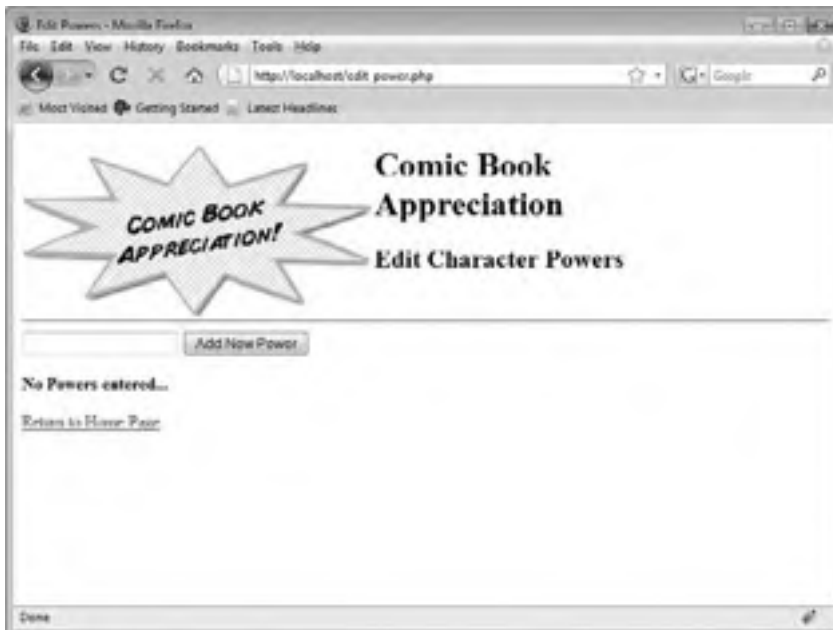 Edit Powers - Mozilla Firefox
File Edit View History Bookmarks Tools Help
http://localhost/edit_power.php
Google
Most Visited Getting Started Latest Headlines
COMIC BOOK
APPRECIATION!
Comic Book
Appreciation
Edit Character Powers
Add New Power
No Powers entered...
Return to Home Page
Done